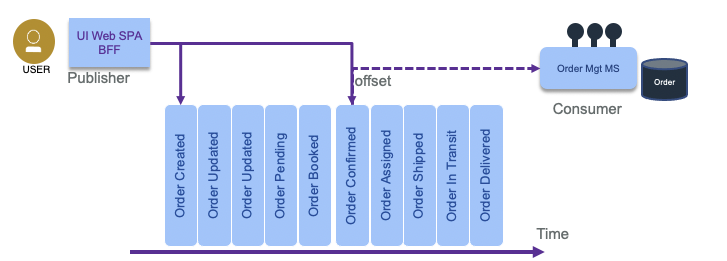 UI Web SPA
BFF
USER
Publisher
offset
Order Mgt MS
Order
Consumer
Order Created
Order Updated
Order Updated
Order Pending
Order Booked
Order Confirmed
Order Assigned
Order Shipped
Order In Transit
Order Delivered
Time